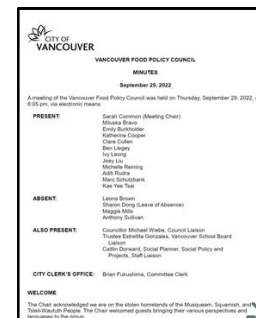 CITY OF
VANCOUVER
VANCOUVER FOOD POLICY COUNCIL
MINUTES
September 29, 2022
A meeting of the Vancouver Food Policy Council was held on Thursday, September 29, 2022,
6:05 pm, via electronic means
PRESENT: Sarah Common (Meeting Chair)
Miluska Bravo
Emily Burkholder
Katherine Cooper
Clare Cullen
Ben Liegey
Ivy Leong
Joey Liu
Michelle Reining
Aditi Rudra
Marc Schutzbank
Kae Yee Tsai
ABSENT: Leona Brown
Sharon Dong (Leave of Absence)
Maggie Mills
Anthony Sullivan
ALSO PRESENT: Councillor Michael Wiebe, Council Liaison
Trustee Estrellita Gonzalez, Vancouver School Board
Liaison
Caitlin Dorward, Social Planner, Social Policy and
Projects, Staff Liaison
CITY CLERK'S OFFICE: Brian Fukushima, Committee Clerk
WELCOME
The Chair acknowledged we are on the stolen homelands of the Musqueam, Squamish, and
Tsleil-Waututh People. The Chair welcomed guests bringing their various perspectives and
languages to the group.